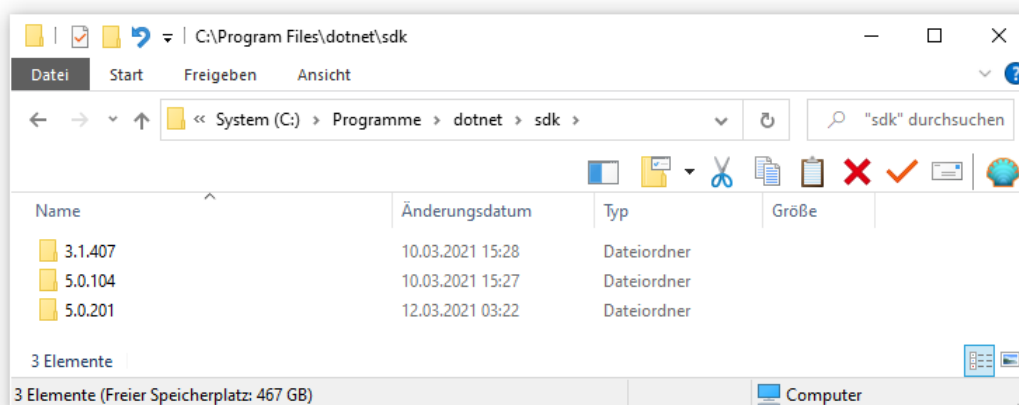 C:\Program Files\dotnet\sdk
Datei Start Freigeben Ansicht ?
« System (C:) › Programme › dotnet › sdk › "sdk" durchsuchen
Name Änderungsdatum Typ Größe
3.1.407 10.03.2021 15:28 Dateiordner
5.0.104 10.03.2021 15:27 Dateiordner
5.0.201 12.03.2021 03:22 Dateiordner
3 Elemente
3 Elemente (Freier Speicherplatz: 467 GB) Computer